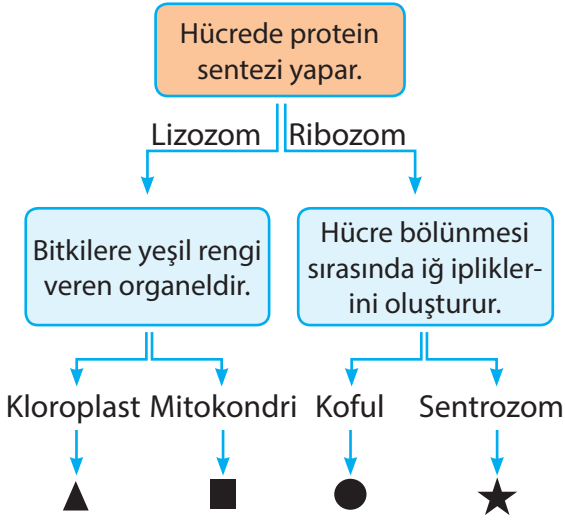 Hücrede protein
sentezi yapar.
Lizozom Ribozom
Bitkilere yeşil rengi
veren organeldir.
Hücre bölünmesi
sırasında iğ iplikler-
ini oluşturur.
Kloroplast Mitokondri Koful Sentrozom